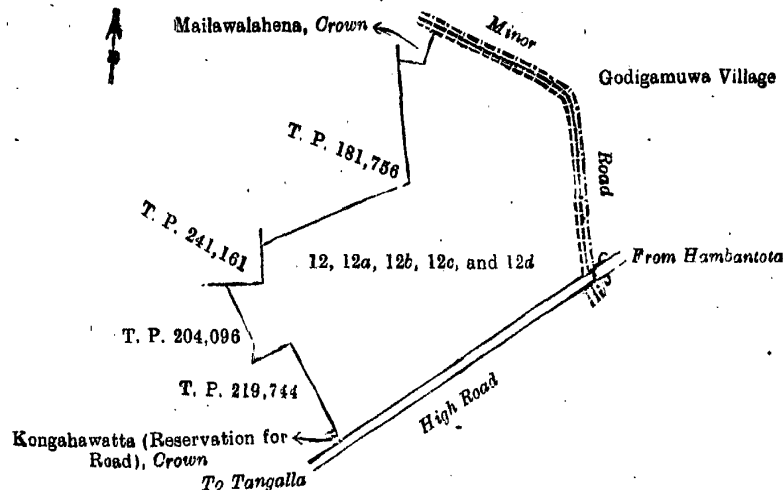 Mailawalahena, Crown
Minor
Godigamuwa Village
T. P. 181,756
Road
T. P. 241,161
12, 12a, 12b, 12c, and 12d
From Hambantota
T. P. 204,096
T. P. 219,744
High Road
Kongahawatta (Reservation for
Road), Crown
To Tangalla